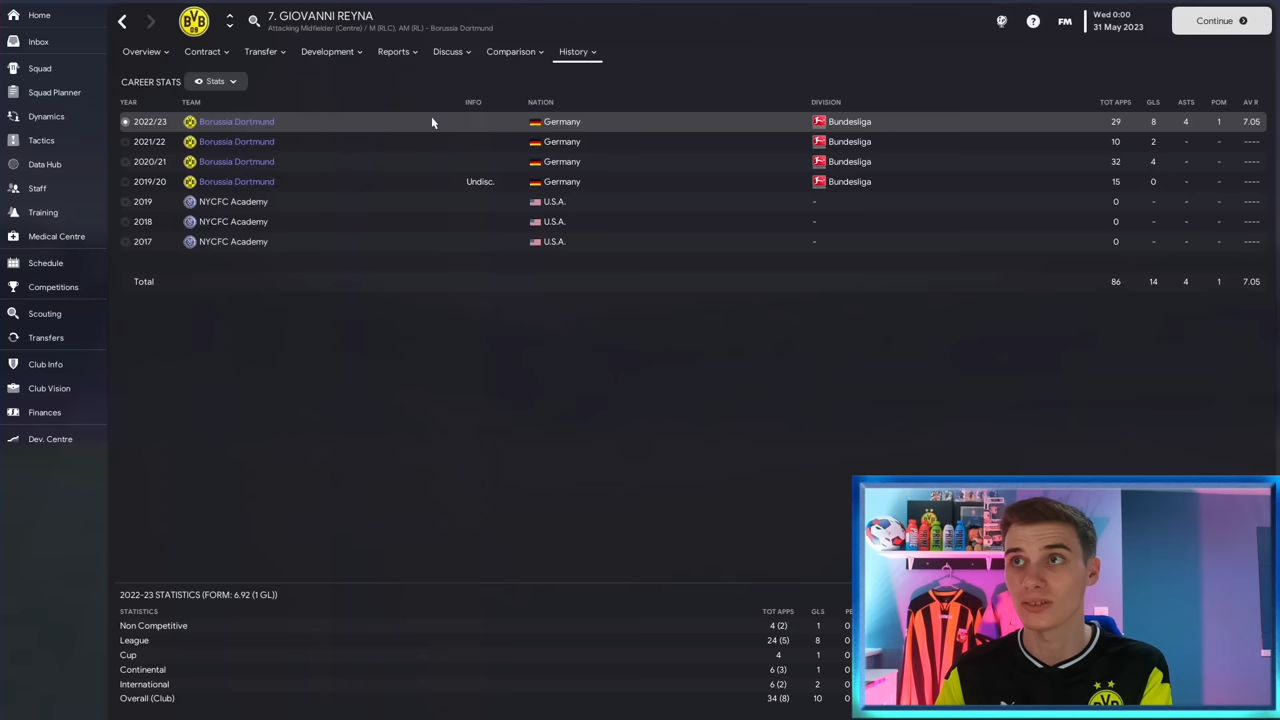 Home
Inbox
Squad
Squad Planner
Dynamics
Tactics
Data Hub
Staff
Training
Medical Centre
Schedule
Competitions
Scouting
Transfers
Club Info
Club Vision
Finances
Dev. Centre
BVB 09
7. GIOVANNI REYNA
Attacking Midfielder (Centre) / M (RLC), AM (RL) - Borussia Dortmund
? FM Wed 0:00
31 May 2023
Continue
Overview Contract Transfer Development Reports Discuss Comparison History
CAREER STATS Stats
YEAR TEAM INFO NATION DIVISION TOT APPS GLS ASTS POM AV R
2022/23 Borussia Dortmund Germany Bundesliga 29 8 4 1 7.05
2021/22 Borussia Dortmund Germany Bundesliga 10 2 - - ----
2020/21 Borussia Dortmund Germany Bundesliga 32 4 - - ----
2019/20 Borussia Dortmund Undisc. Germany Bundesliga 15 0 - - ----
2019 NYCFC Academy U.S.A. - 0 - - - ----
2018 NYCFC Academy U.S.A. - 0 - - - ----
2017 NYCFC Academy U.S.A. - 0 - - - ----
Total 86 14 4 1 7.05
2022-23 STATISTICS (FORM: 6.92 (1 GL))
STATISTICS TOT APPS GLS PE
Non Competitive 4 (2) 1 0
League 24 (5) 8 0
Cup 4 1 0
Continental 6 (3) 1 0
International 6 (2) 2 0
Overall (Club) 34 (8) 10 0